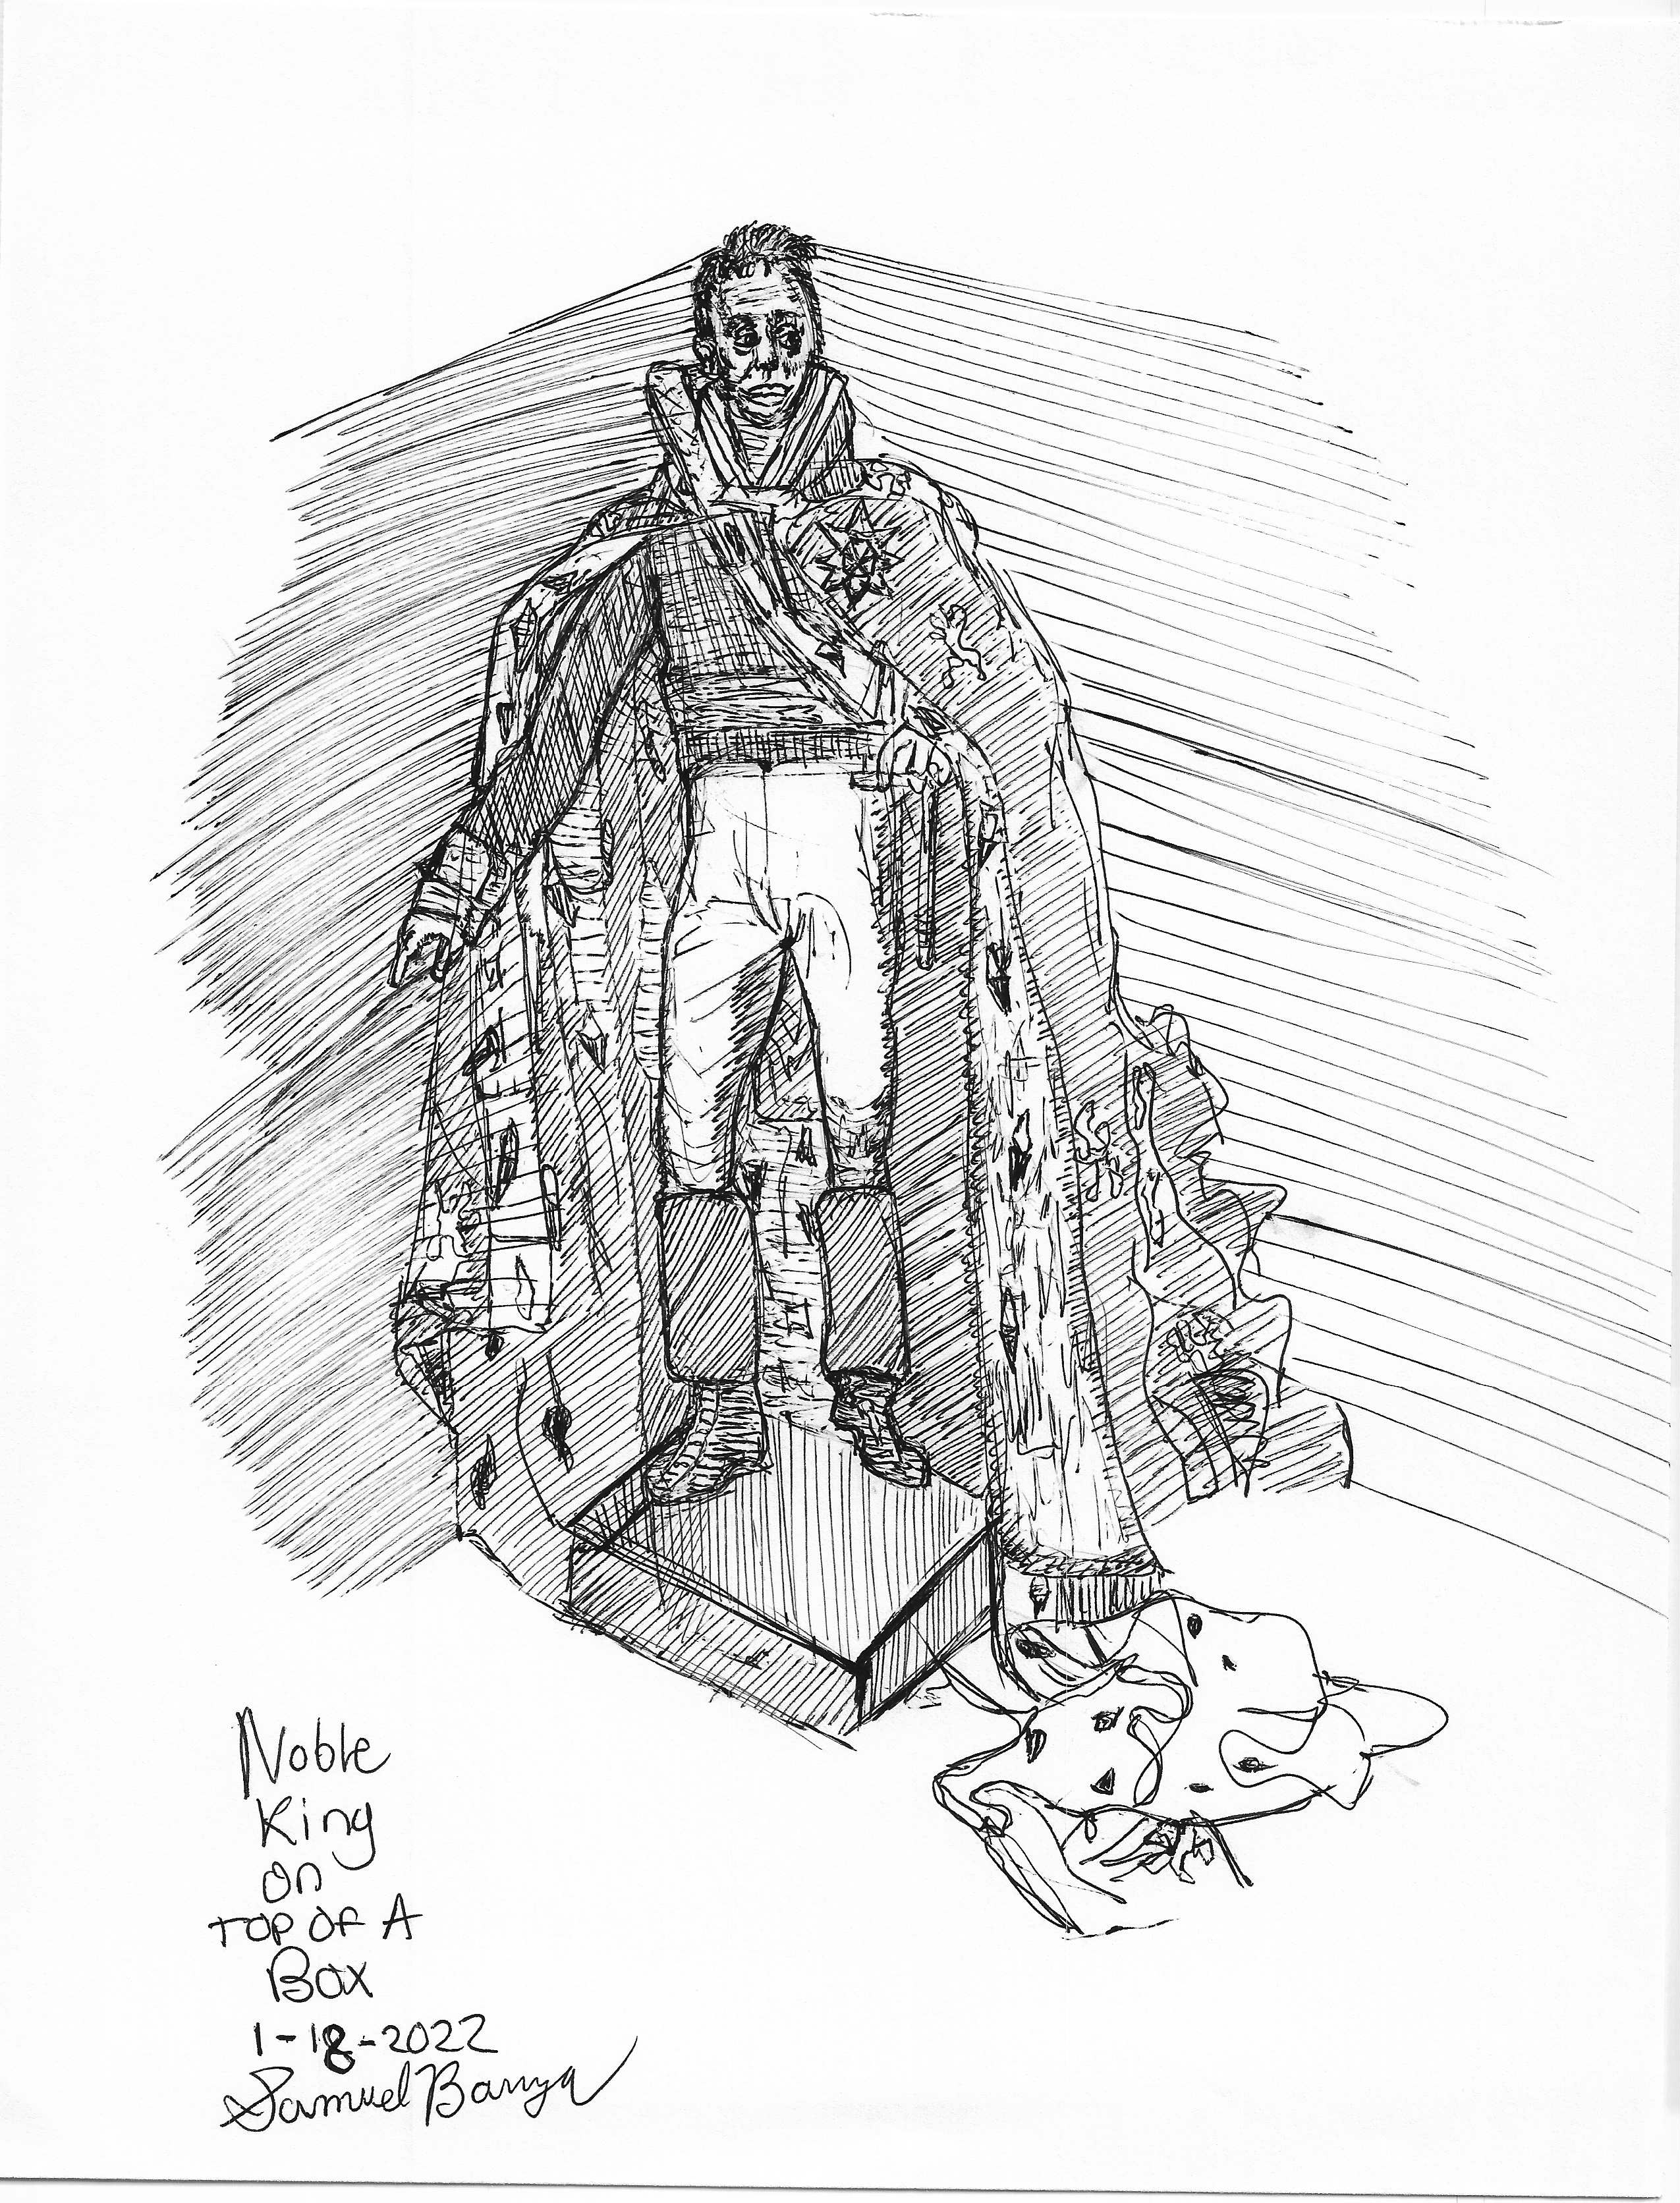 Noble
King
on
TOP OF A
Box
1-18-2022
Samuel Banya